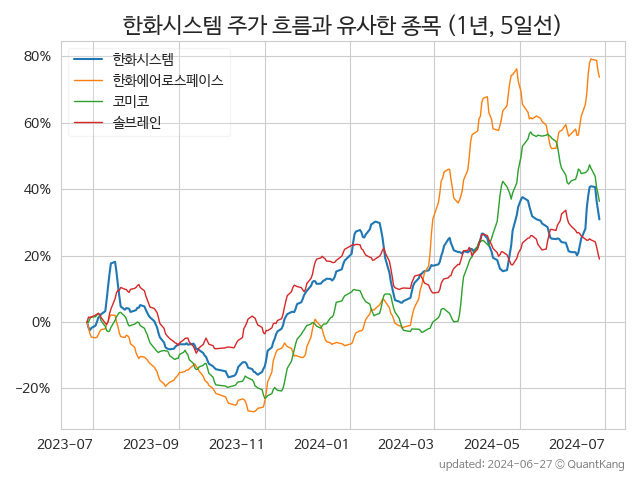 한화시스템 주가 흐름과 유사한 종목 (1년, 5일선)
한화시스템
한화에어로스페이스
코미코
솔브레인
80%
60%
40%
20%
0%
−20%
2023-07 2023-09 2023-11 2024-01 2024-03 2024-05 2024-07
updated: 2024-06-27 © QuantKang